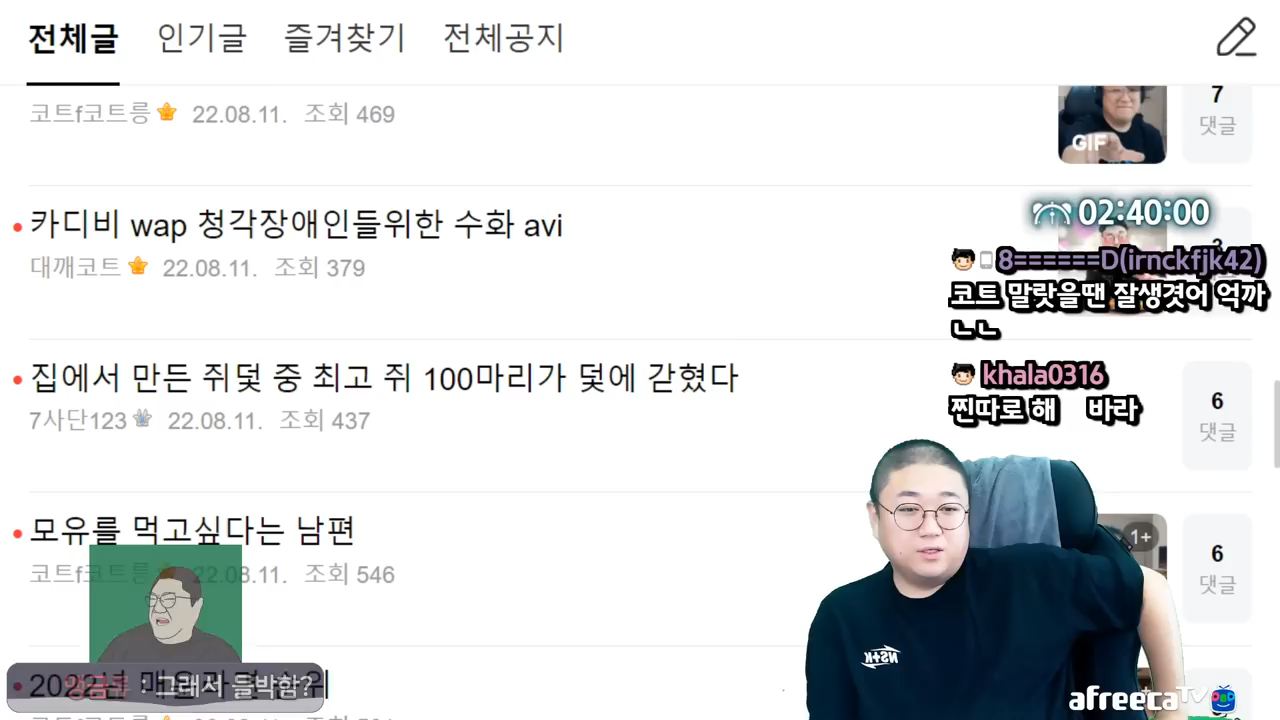 전체글 인기글 즐겨찾기 전체공지
코트f코트릉 22.08.11. 조회 469
GIF
7
댓글
카디비 wap 청각장애인들위한 수화 avi
대깨코트 22.08.11. 조회 379
02:40:00
8======D(irnckfjk42)
코트 말랏을땐 잘생겻어 억까
ㄴㄴ
집에서 만든 쥐덫 중 최고 쥐 100마리가 덫에 갇혔다
7사단123 22.08.11. 조회 437
6
댓글
khala0316
찐따로 해 바라
모유를 먹고싶다는 남편
코트f코트릉 22.08.11. 조회 546
1+
6
댓글
NS+K
: 그래서 들박함?
afreecaTV